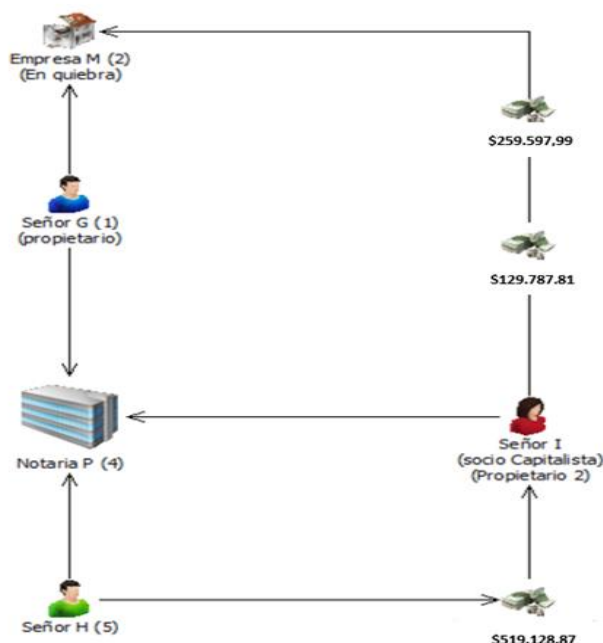 Empresa M (2)
(En quiebra)
$259.597,99
Señor G (1)
(propietario)
$129.787.81
Señor I
(socio Capitalista)
(Propietario 2)
Notaria P (4)
Señor H (5)
$519.128.87